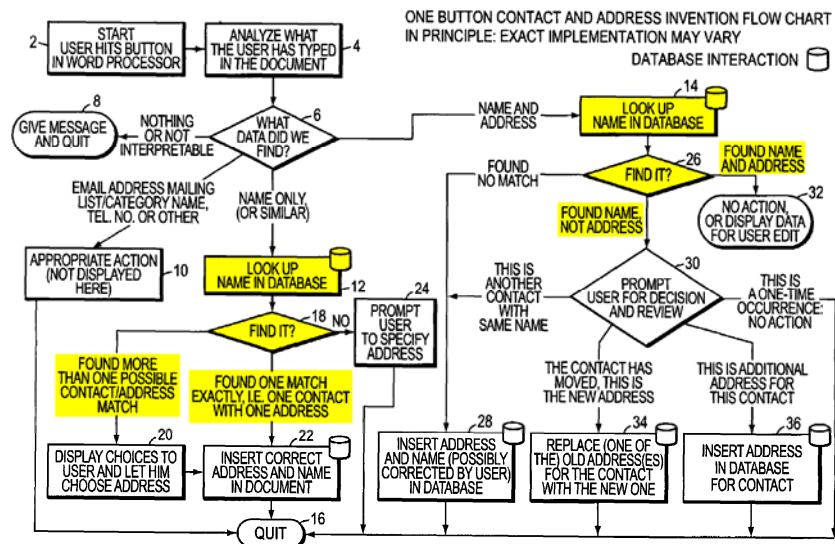 ONE BUTTON CONTACT AND ADDRESS INVENTION FLOW CHART
IN PRINCIPLE: EXACT IMPLEMENTATION MAY VARY
DATABASE INTERACTION
2
START
USER HITS BUTTON
IN WORD PROCESSOR
ANALYZE WHAT
THE USER HAS TYPED
IN THE DOCUMENT
4
8
GIVE MESSAGE
AND QUIT
NOTHING
OR NOT
INTERPRETABLE
6
WHAT
DATA DID WE
FIND?
NAME AND
ADDRESS
14
LOOK UP
NAME IN DATABASE
EMAIL ADDRESS MAILING
LIST/CATEGORY NAME,
TEL. NO. OR OTHER
NAME ONLY,
(OR SIMILAR)
FOUND
NO MATCH
26
FIND IT?
FOUND NAME
AND ADDRESS
32
NO ACTION,
OR DISPLAY DATA
FOR USER EDIT
FOUND NAME,
NOT ADDRESS
APPROPRIATE ACTION
(NOT DISPLAYED
HERE)
10
LOOK UP
NAME IN DATABASE
12
24
PROMPT
USER
TO SPECIFY
ADDRESS
18
FIND IT?
NO
THIS IS
ANOTHER
CONTACT
WITH
SAME NAME
30
PROMPT
USER FOR DECISION
AND REVIEW
THIS IS
A ONE-TIME
OCCURRENCE:
NO ACTION
FOUND MORE
THAN ONE POSSIBLE
CONTACT/ADDRESS
MATCH
FOUND ONE MATCH
EXACTLY, I.E. ONE CONTACT
WITH ONE ADDRESS
THE CONTACT HAS
MOVED, THIS IS
THE NEW ADDRESS
THIS IS ADDITIONAL
ADDRESS FOR
THIS CONTACT
20
DISPLAY CHOICES TO
USER AND LET HIM
CHOOSE ADDRESS
22
INSERT CORRECT
ADDRESS AND NAME
IN DOCUMENT
28
INSERT ADDRESS
AND NAME (POSSIBLY
CORRECTED BY USER)
IN DATABASE
34
REPLACE (ONE OF
THE) OLD ADDRESS(ES)
FOR THE CONTACT
WITH THE NEW ONE
36
INSERT ADDRESS
IN DATABASE
FOR CONTACT
16
QUIT